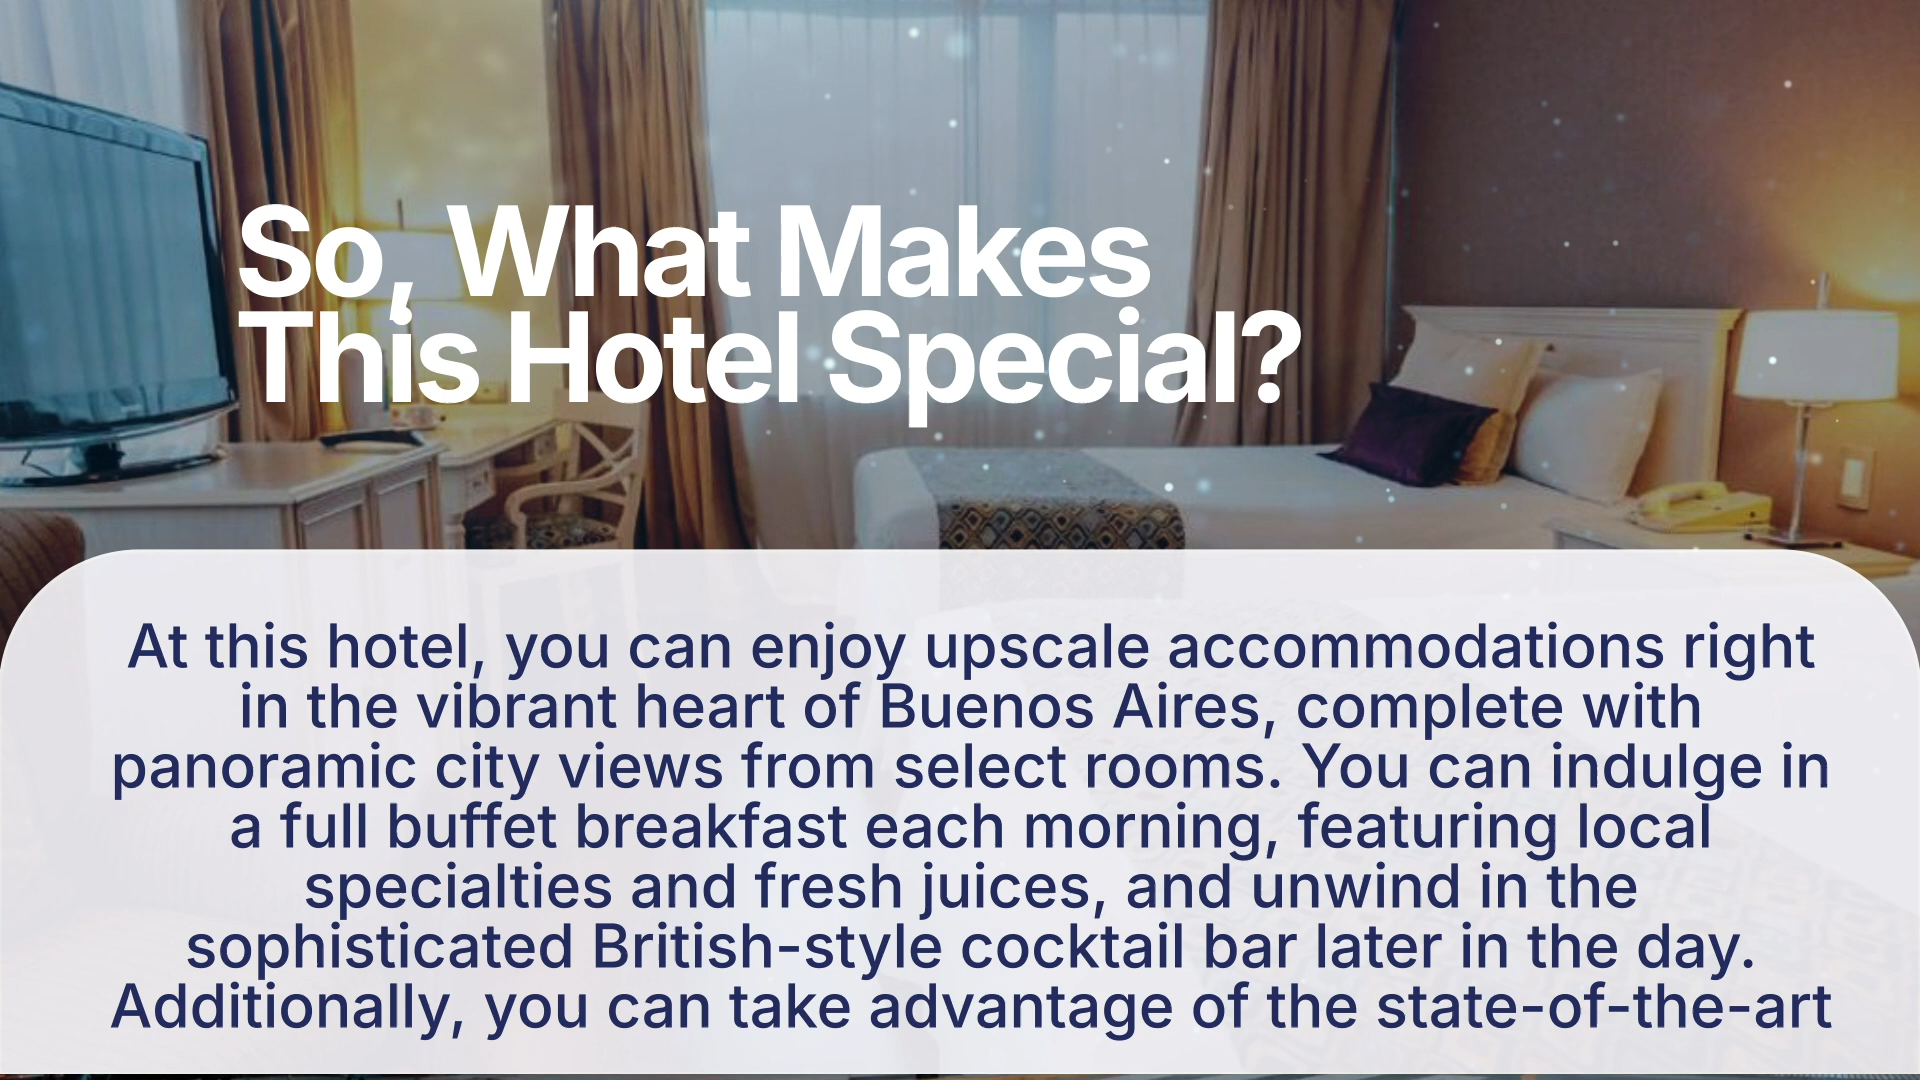 So, What Makes
This Hotel Special?
At this hotel, you can enjoy upscale accommodations right
in the vibrant heart of Buenos Aires, complete with
panoramic city views from select rooms. You can indulge in
a full buffet breakfast each morning, featuring local
specialties and fresh juices, and unwind in the
sophisticated British-style cocktail bar later in the day.
Additionally, you can take advantage of the state-of-the-art